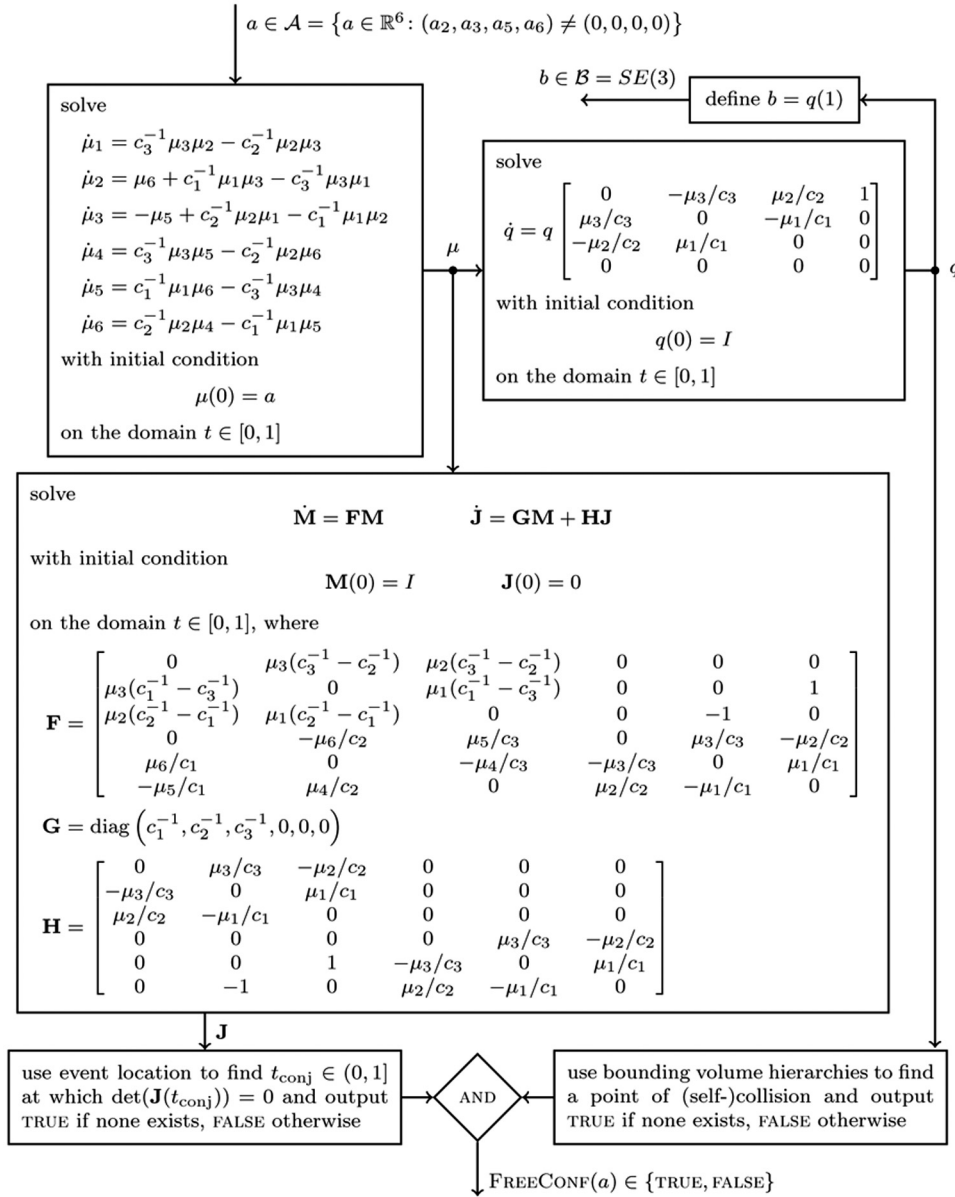 a ∈ 𝒜 = {a ∈ ℝ⁶: (a₂, a₃, a₅, a₆) ≠ (0, 0, 0, 0)}
solve
μ̇₁ = c₃⁻¹μ₃μ₂ − c₂⁻¹μ₂μ₃
μ̇₂ = μ₆ + c₁⁻¹μ₁μ₃ − c₃⁻¹μ₃μ₁
μ̇₃ = −μ₅ + c₂⁻¹μ₂μ₁ − c₁⁻¹μ₁μ₂
μ̇₄ = c₃⁻¹μ₃μ₅ − c₂⁻¹μ₂μ₆
μ̇₅ = c₁⁻¹μ₁μ₆ − c₃⁻¹μ₃μ₄
μ̇₆ = c₂⁻¹μ₂μ₄ − c₁⁻¹μ₁μ₅
with initial condition
μ(0) = a
on the domain t ∈ [0, 1]
μ
b ∈ ℬ = SE(3)
define b = q(1)
solve
q̇ = q
0 −μ₃/c₃ μ₂/c₂ 1
μ₃/c₃ 0 −μ₁/c₁ 0
−μ₂/c₂ μ₁/c₁ 0 0
0 0 0 0
with initial condition
q(0) = I
on the domain t ∈ [0, 1]
solve
Ṁ = FM J̇ = GM + HJ
with initial condition
M(0) = I J(0) = 0
on the domain t ∈ [0, 1], where
F =
0 μ₃(c₃⁻¹ − c₂⁻¹) μ₂(c₃⁻¹ − c₂⁻¹) 0 0 0
μ₃(c₁⁻¹ − c₃⁻¹) 0 μ₁(c₁⁻¹ − c₃⁻¹) 0 0 1
μ₂(c₂⁻¹ − c₁⁻¹) μ₁(c₂⁻¹ − c₁⁻¹) 0 0 −1 0
0 −μ₆/c₂ μ₅/c₃ 0 μ₃/c₃ −μ₂/c₂
μ₆/c₁ 0 −μ₄/c₃ −μ₃/c₃ 0 μ₁/c₁
−μ₅/c₁ μ₄/c₂ 0 μ₂/c₂ −μ₁/c₁ 0
G = diag (c₁⁻¹, c₂⁻¹, c₃⁻¹, 0, 0, 0)
H =
0 μ₃/c₃ −μ₂/c₂ 0 0 0
−μ₃/c₃ 0 μ₁/c₁ 0 0 0
μ₂/c₂ −μ₁/c₁ 0 0 0 0
0 0 0 0 μ₃/c₃ −μ₂/c₂
0 0 1 −μ₃/c₃ 0 μ₁/c₁
0 −1 0 μ₂/c₂ −μ₁/c₁ 0
J
use event location to find t_conj ∈ (0, 1]
at which det(J(t_conj)) = 0 and output
TRUE if none exists, FALSE otherwise
AND
use bounding volume hierarchies to find
a point of (self-)collision and output
TRUE if none exists, FALSE otherwise
FREECONF(a) ∈ {TRUE, FALSE}